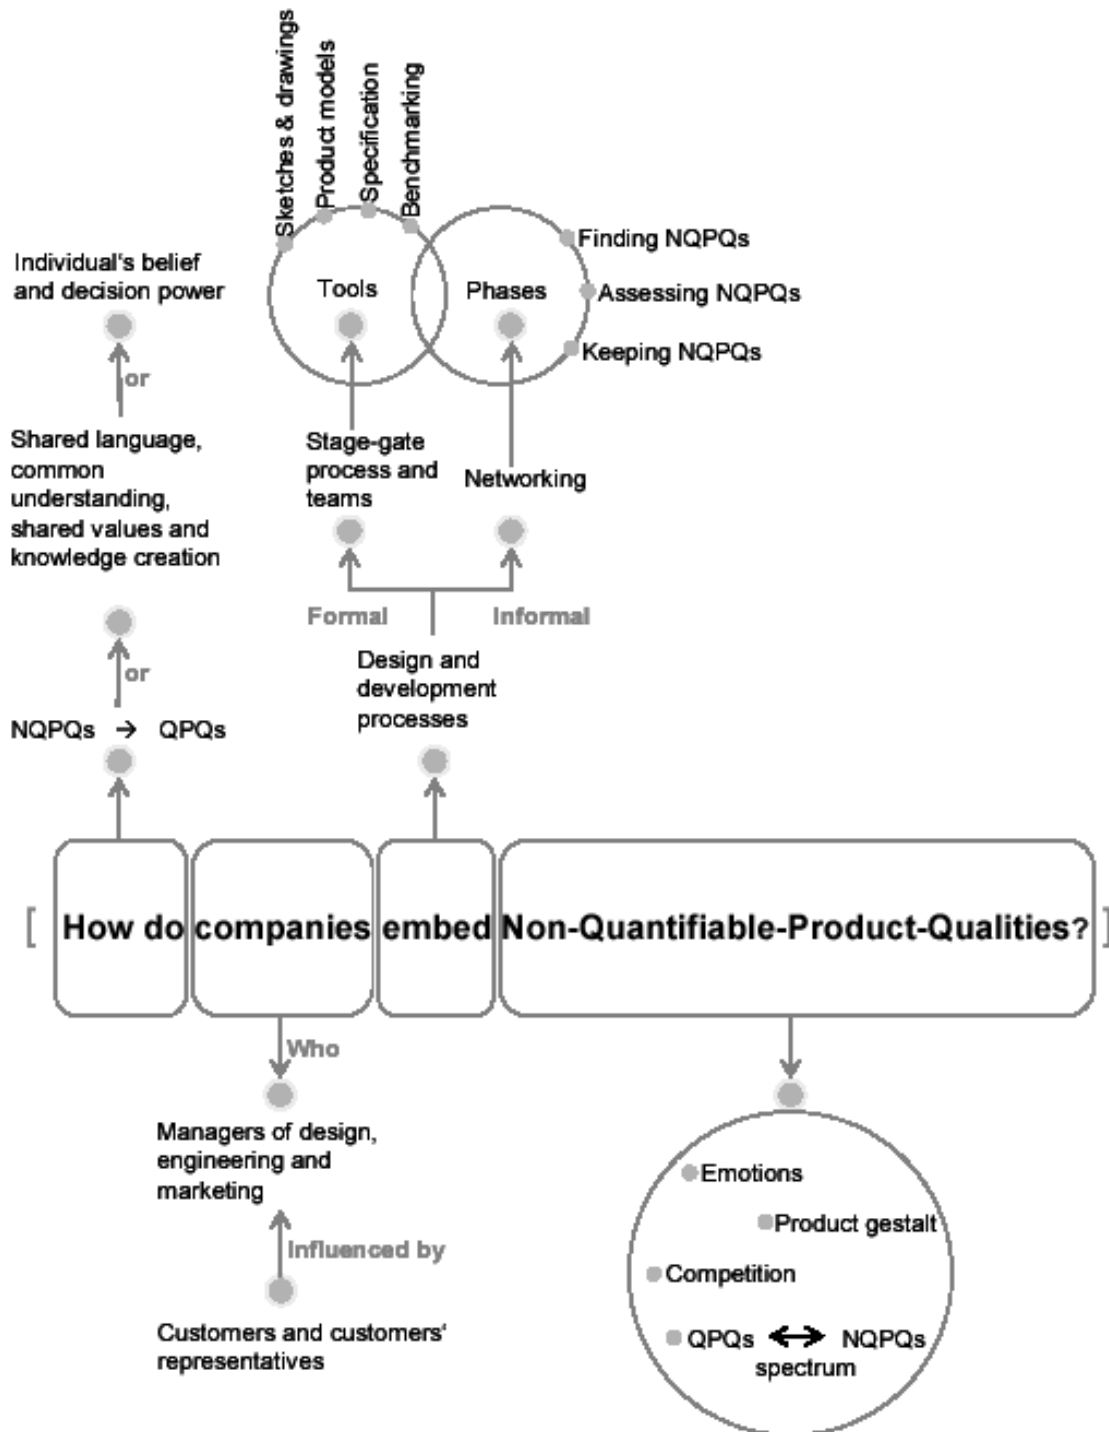 Sketches & drawings
Product models
Specification
Benchmarking
Tools
Phases
Finding NQPQs
Assessing NQPQs
Keeping NQPQs
Individual‘s belief
and decision power
or
Shared language,
common
understanding,
shared values and
knowledge creation
or
NQPQs → QPQs
Stage-gate
process and
teams
Networking
Formal
Informal
Design and
development
processes
[ How do companies embed Non-Quantifiable-Product-Qualities? ]
Who
Managers of design,
engineering and
marketing
Influenced by
Customers and customers‘
representatives
Emotions
Product gestalt
Competition
QPQs ↔ NQPQs
spectrum